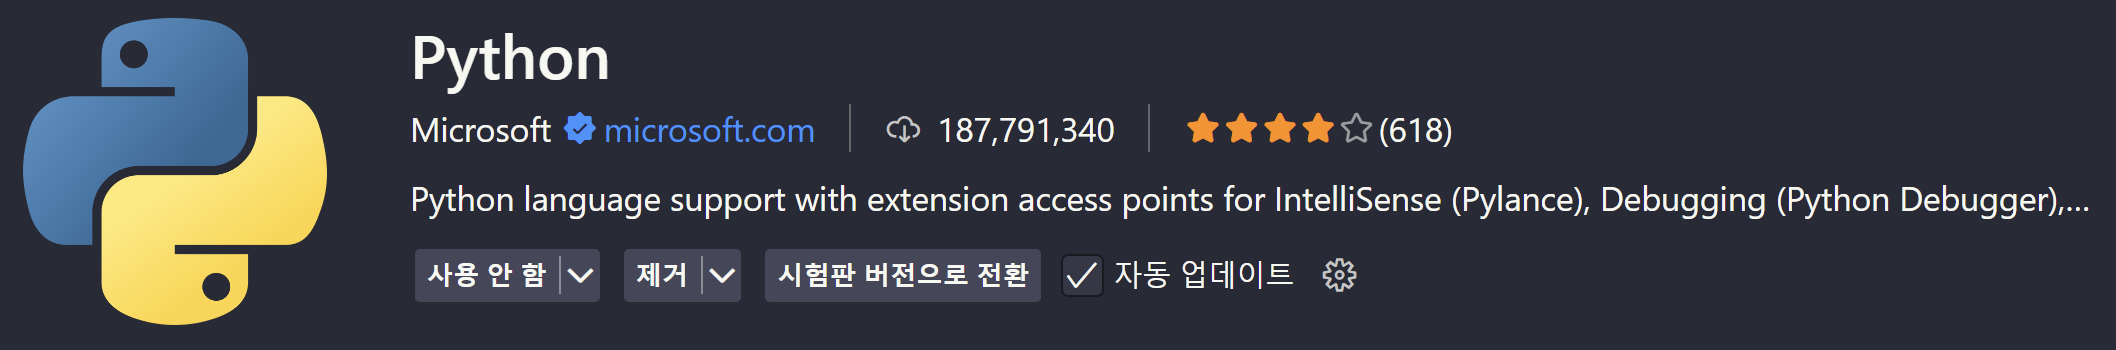 Python
Microsoft microsoft.com 187,791,340 (618)
Python language support with extension access points for IntelliSense (Pylance), Debugging (Python Debugger),...
사용 안 함 제거 시험판 버전으로 전환 자동 업데이트